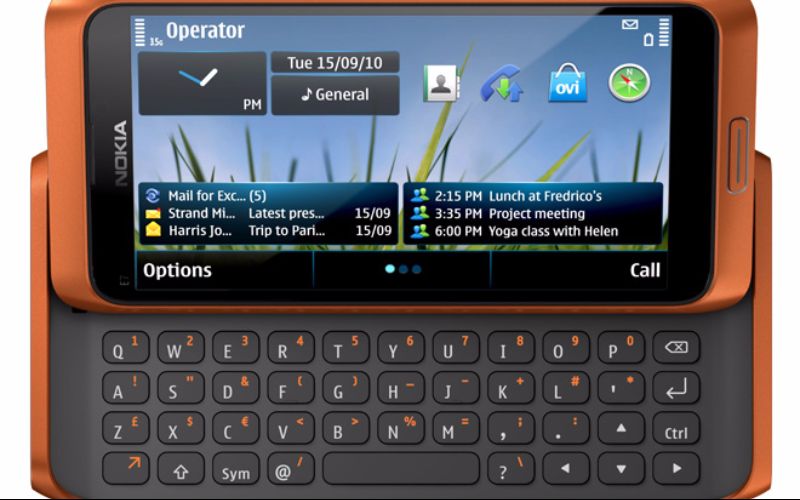 3.5G Operator
Tue 15/09/10
General
PM
N
ovi
NOKIA
Mail for Exc... (5)
Strand Mi... Latest pres... 15/09
Harris Jo... Trip to Pari... 15/09
2:15 PM Lunch at Fredrico's
3:35 PM Project meeting
6:00 PM Yoga class with Helen
E7
Options
Call
Q 1 W 2 E 3 R 4 T 5 Y 6 U 7 I 8 O 9 P 0
A ! S " D & F ( G ) H _ J - K + L # ' *
Z £ X $ C € V < B > N % M = , ; . : Ctrl
Sym @ / ? \